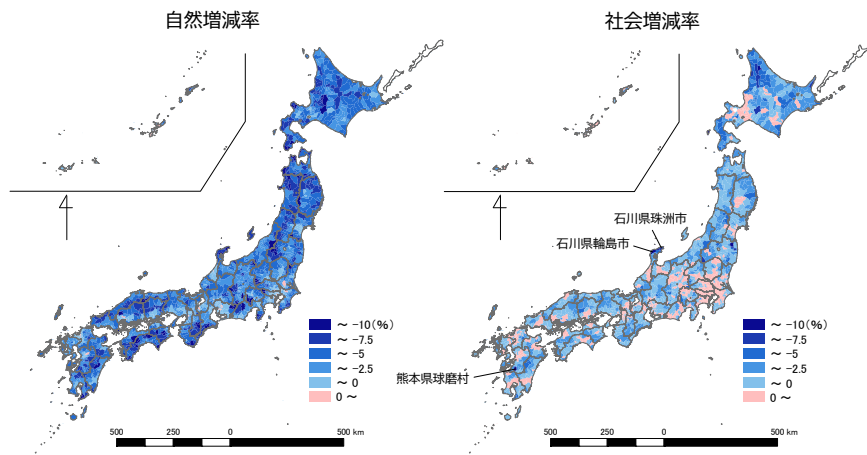 自然増減率
社会増減率
石川県珠洲市
石川県輪島市
熊本県球磨村
～ -10(%)
～ -7.5
～ -5
～ -2.5
～ 0
0 ～
～ -10(%)
～ -7.5
～ -5
～ -2.5
～ 0
0 ～
500 250 0 500 km
500 250 0 500 km